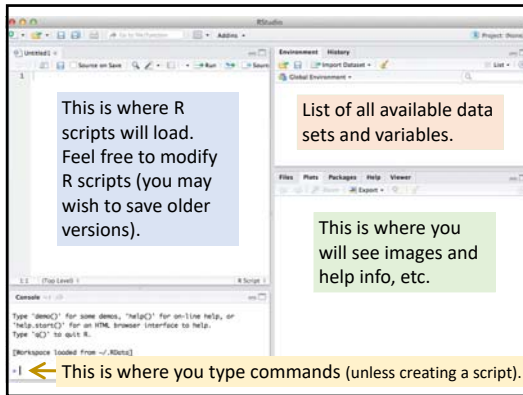 RStudio
Go to file/function
Addins
Project: (None)
Untitled1
Source on Save
Run
Source
1
This is where R
scripts will load.
Feel free to modify
R scripts (you may
wish to save older
versions).
1:1
(Top Level)
R Script
Console
Type 'demo()' for some demos, 'help()' for on-line help, or
'help.start()' for an HTML browser interface to help.
Type 'q()' to quit R.
[Workspace loaded from ~/.RData]
>
This is where you type commands (unless creating a script).
Environment History
Import Dataset
List
Global Environment
List of all available data
sets and variables.
Files Plots Packages Help Viewer
Zoom Export
This is where you
will see images and
help info, etc.